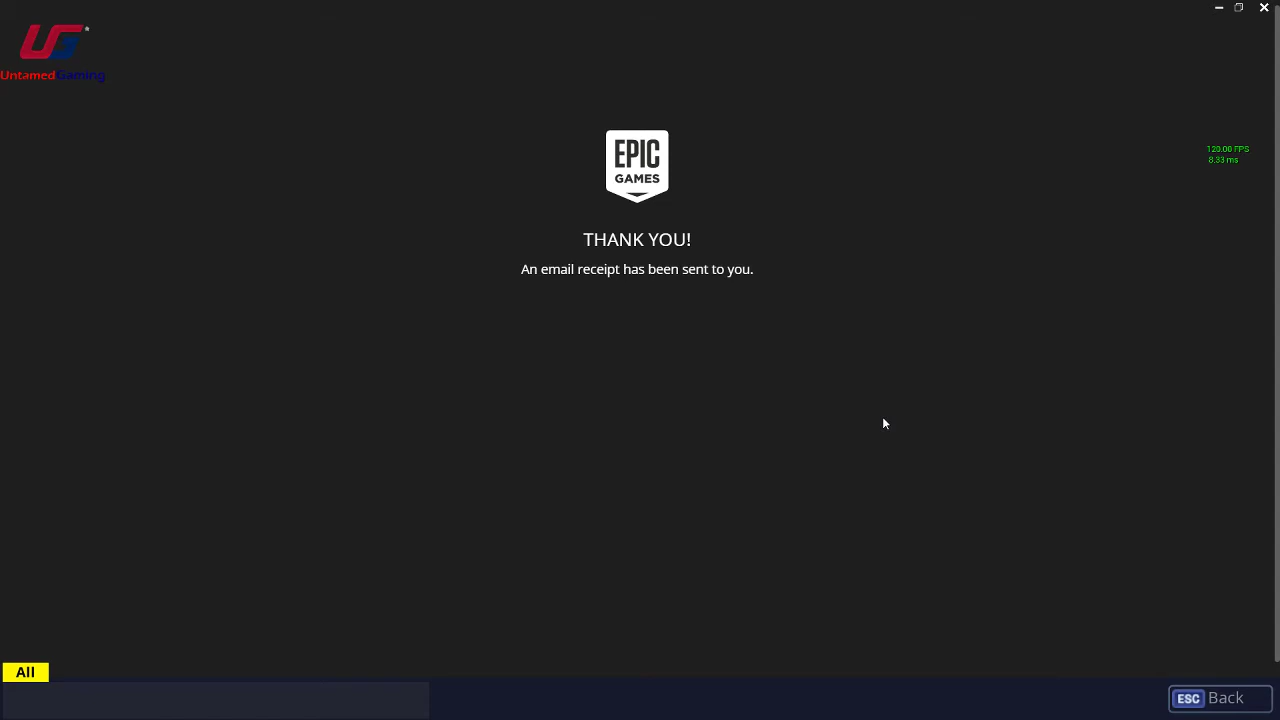 UG
UntamedGaming
EPIC
GAMES
120.00 FPS
8.33 ms
THANK YOU!
An email receipt has been sent to you.
All
ESC Back